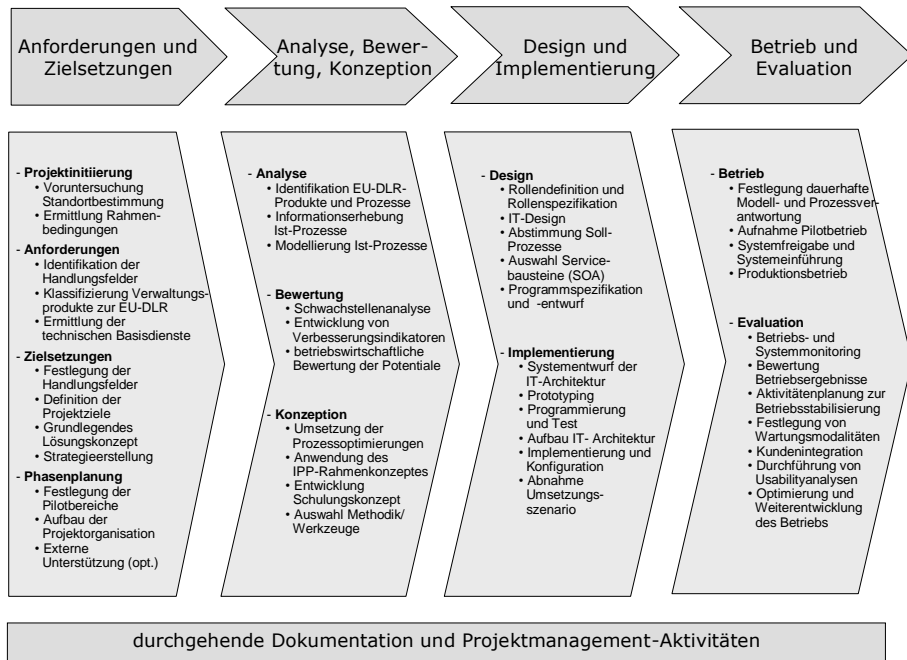 Anforderungen und
Zielsetzungen
Analyse, Bewer-
tung, Konzeption
Design und
Implementierung
Betrieb und
Evaluation
- Projektinitiierung
• Voruntersuchung
Standortbestimmung
• Ermittlung Rahmen-
bedingungen
- Anforderungen
• Identifikation der
Handlungsfelder
• Klassifizierung Verwaltungs-
produkte zur EU-DLR
• Ermittlung der
technischen Basisdienste
- Zielsetzungen
• Festlegung der
Handlungsfelder
• Definition der
Projektziele
• Grundlegendes
Lösungskonzept
• Strategieerstellung
- Phasenplanung
• Festlegung der
Pilotbereiche
• Aufbau der
Projektorganisation
• Externe
Unterstützung (opt.)
- Analyse
• Identifikation EU-DLR-
Produkte und Prozesse
• Informationserhebung
Ist-Prozesse
• Modellierung Ist-Prozesse
- Bewertung
• Schwachstellenanalyse
• Entwicklung von
Verbesserungsindikatoren
• betriebswirtschaftliche
Bewertung der Potentiale
- Konzeption
• Umsetzung der
Prozessoptimierungen
• Anwendung des
IPP-Rahmenkonzeptes
• Entwicklung
Schulungskonzept
• Auswahl Methodik/
Werkzeuge
- Design
• Rollendefinition und
Rollenspezifikation
• IT-Design
• Abstimmung Soll-
Prozesse
• Auswahl Service-
bausteine (SOA)
• Programmspezifikation
und -entwurf
- Implementierung
• Systementwurf der
IT-Architektur
• Prototyping
• Programmierung
und Test
• Aufbau IT- Architektur
• Implementierung und
Konfiguration
• Abnahme
Umsetzungs-
szenario
- Betrieb
• Festlegung dauerhafte
Modell- und Prozessver-
antwortung
• Aufnahme Pilotbetrieb
• Systemfreigabe und
Systemeinführung
• Produktionsbetrieb
- Evaluation
• Betriebs- und
Systemmonitoring
• Bewertung
Betriebsergebnisse
• Aktivitätenplanung zur
Betriebsstabilisierung
• Festlegung von
Wartungsmodalitäten
• Kundenintegration
• Durchführung von
Usabilityanalysen
• Optimierung und
Weiterentwicklung
des Betriebs
durchgehende Dokumentation und Projektmanagement-Aktivitäten